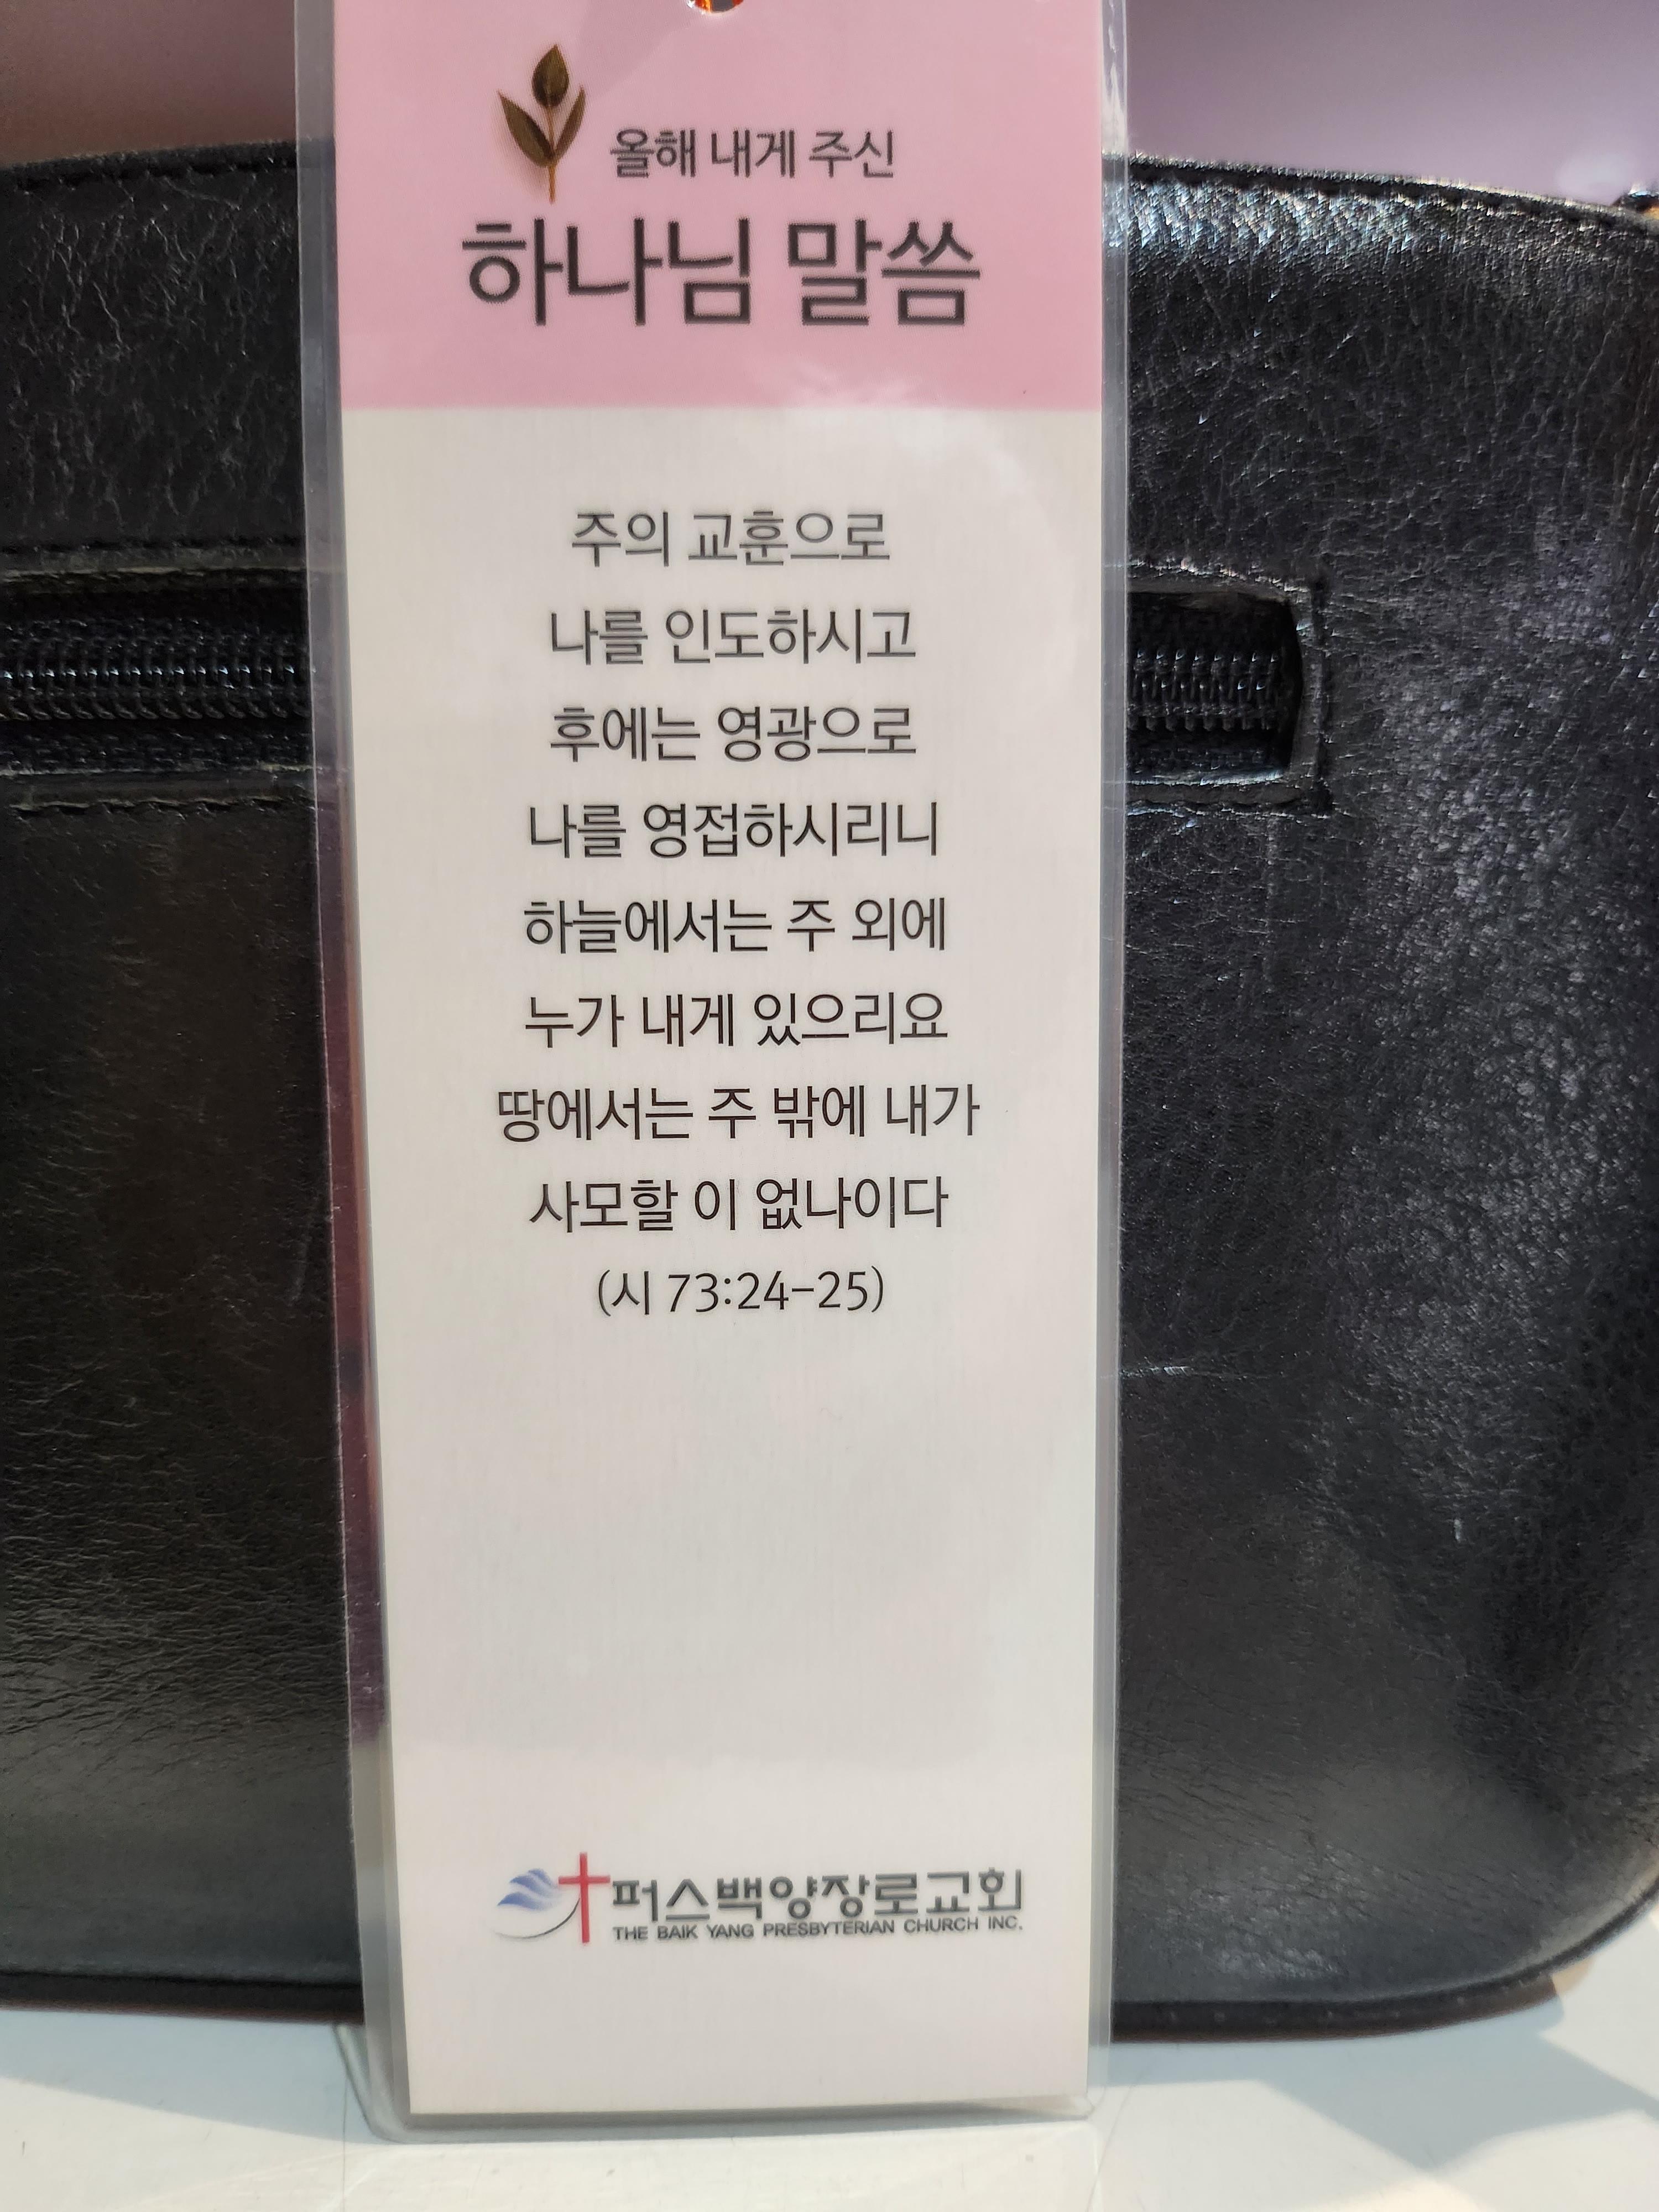 올해 내게 주신
하나님 말씀
주의 교훈으로
나를 인도하시고
후에는 영광으로
나를 영접하시리니
하늘에서는 주 외에
누가 내게 있으리요
땅에서는 주 밖에 내가
사모할 이 없나이다
(시 73:24-25)
퍼스백양장로교회
THE BAIK YANG PRESBYTERIAN CHURCH INC.